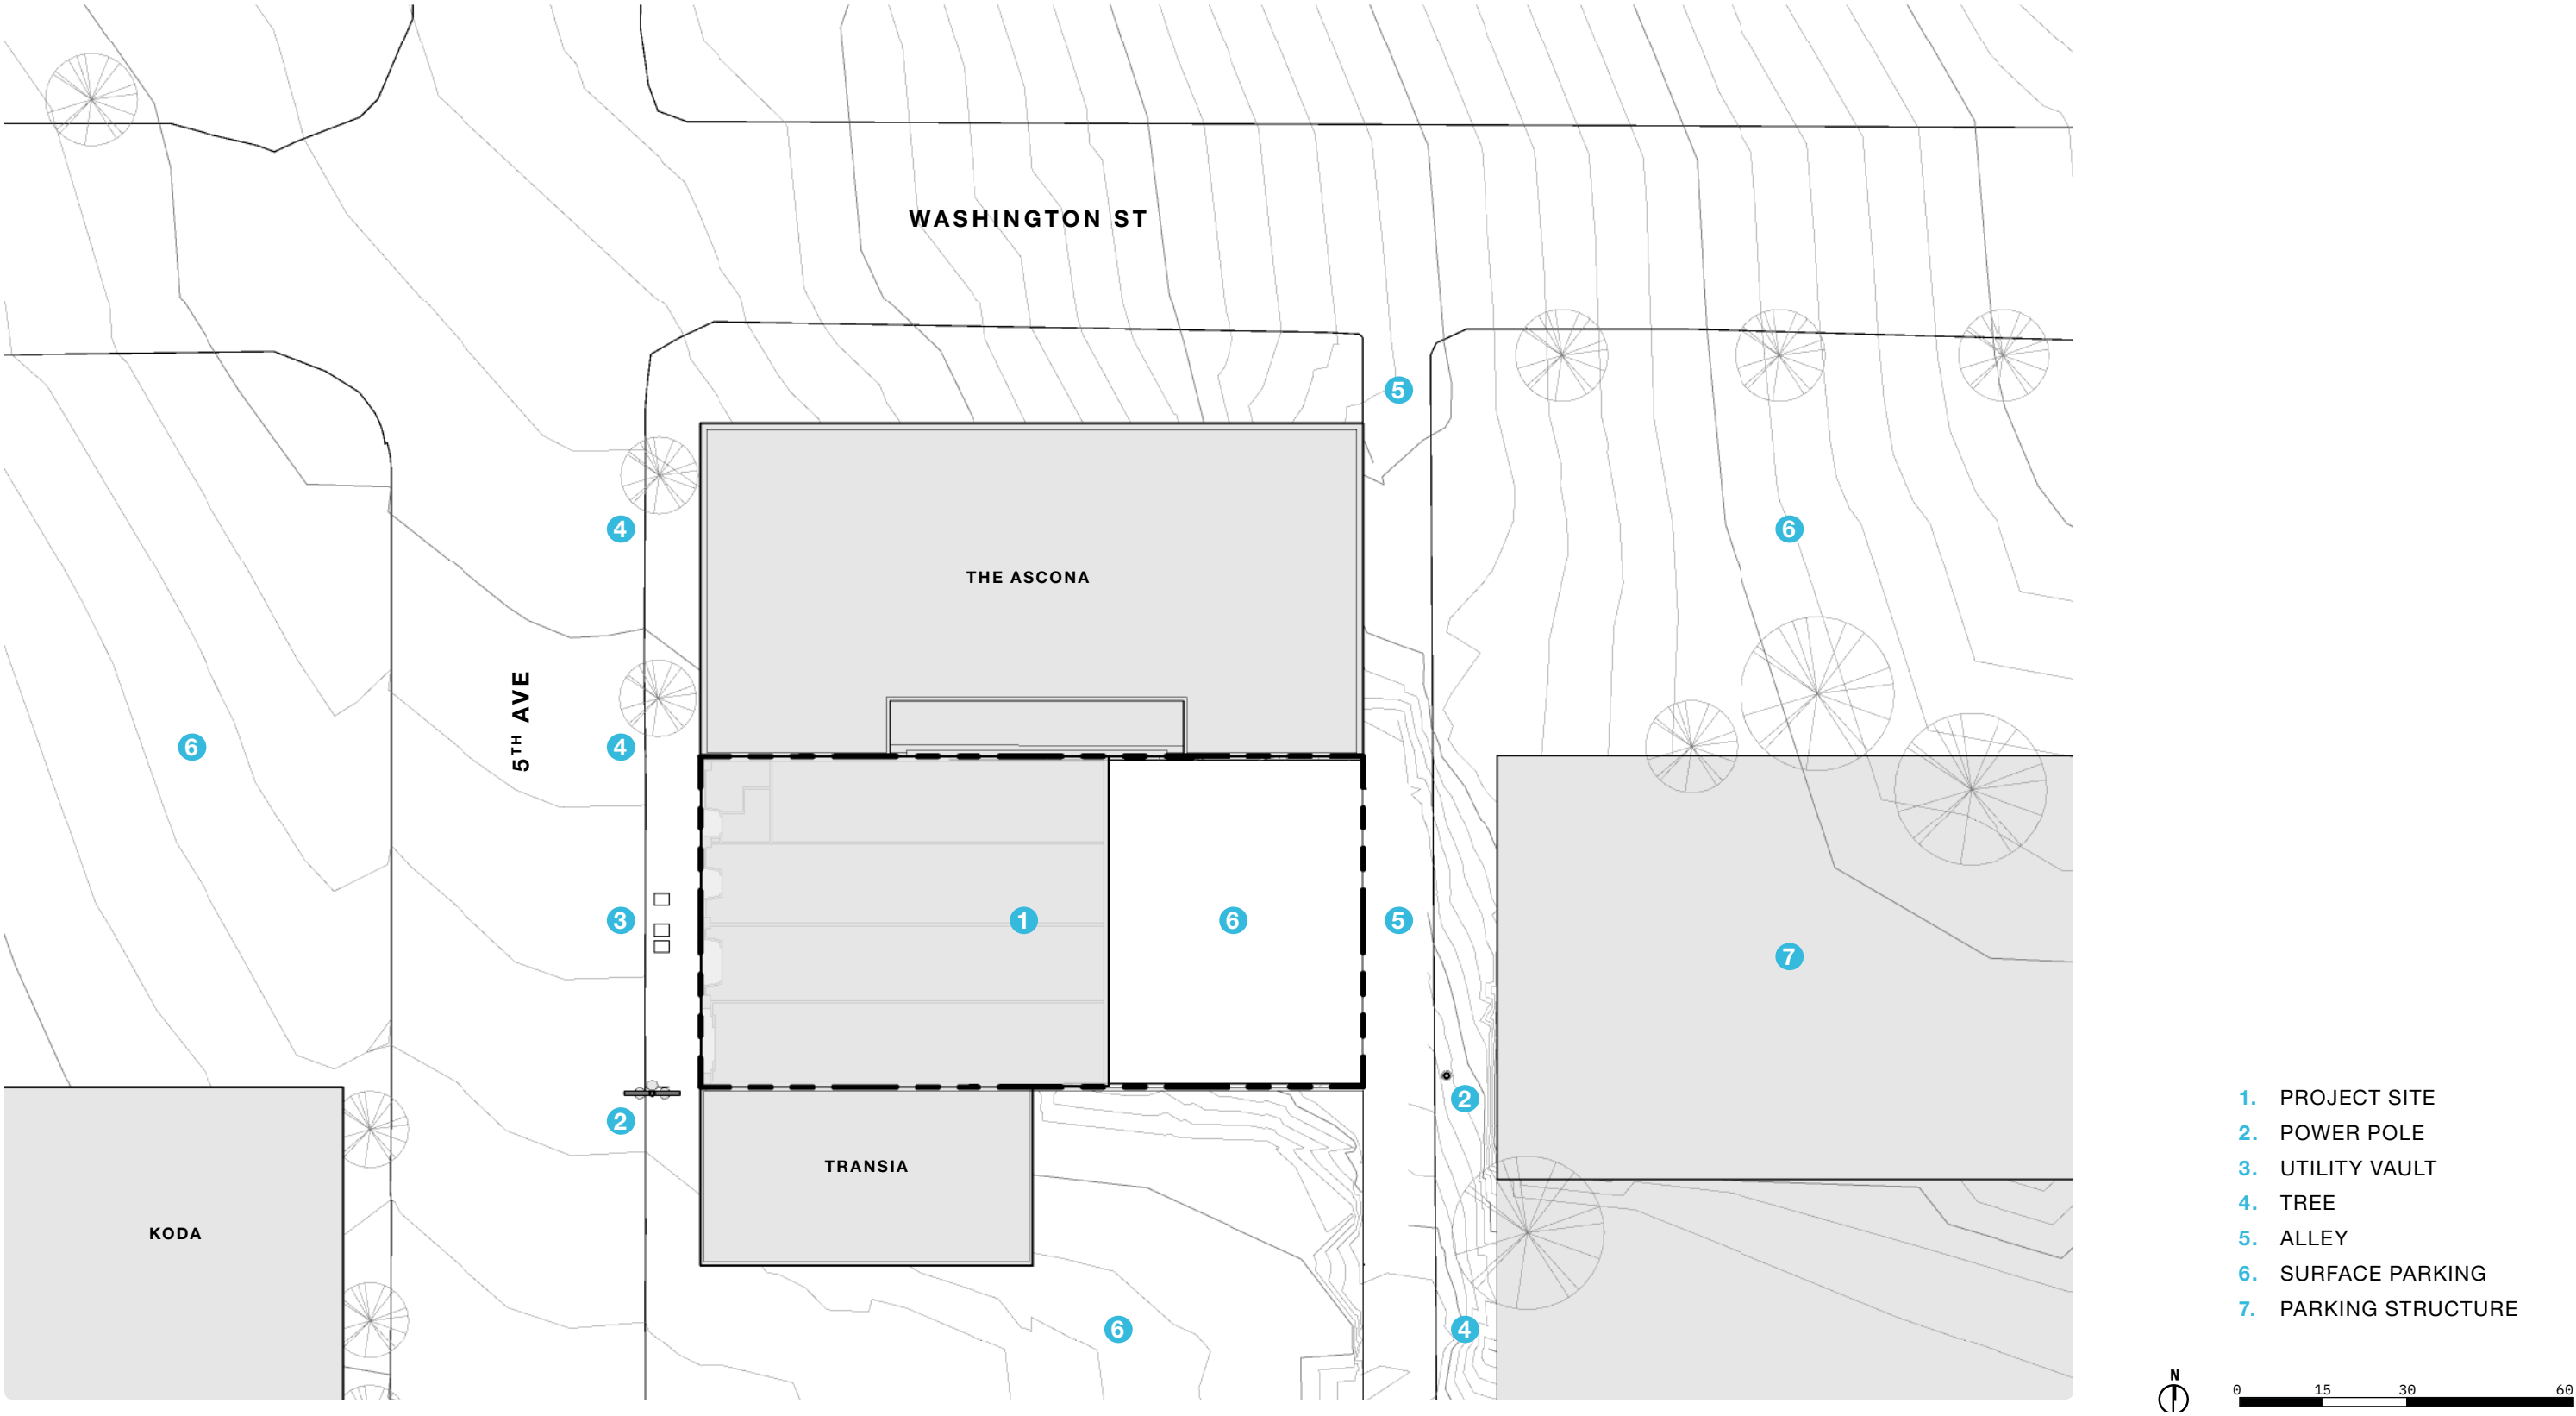 WASHINGTON ST
5
4
6
THE ASCONA
5TH AVE
6
4
3
1
6
5
7
2
2
TRANSIA
KODA
6
4
1. PROJECT SITE
2. POWER POLE
3. UTILITY VAULT
4. TREE
5. ALLEY
6. SURFACE PARKING
7. PARKING STRUCTURE
N
0 15 30 60